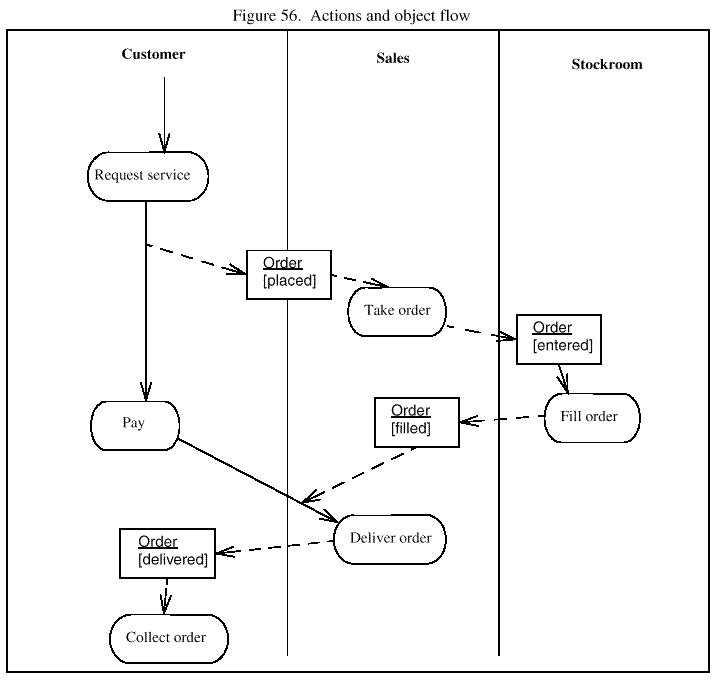 Figure 56.  Actions and object flow
Customer
Sales
Stockroom
Request service
Order
[placed]
Take order
Order
[entered]
Pay
Order
[filled]
Fill order
Order
[delivered]
Deliver order
Collect order